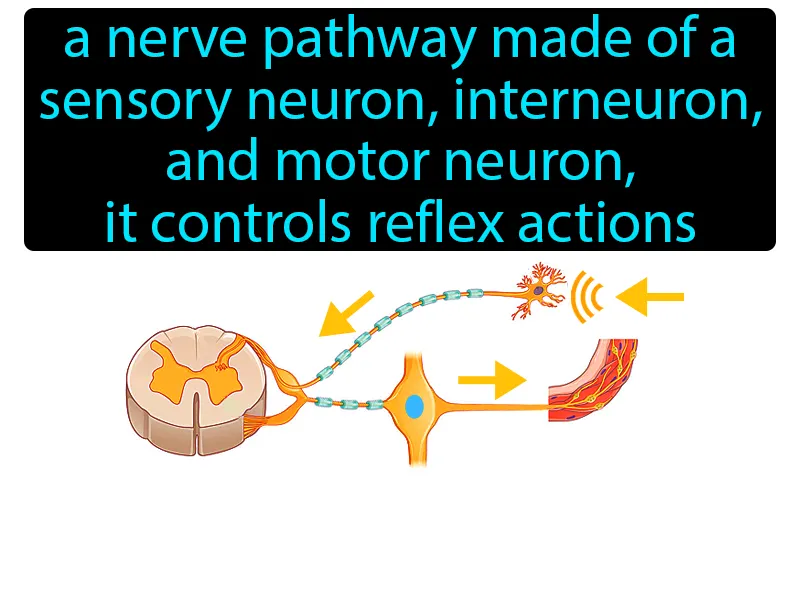 a nerve pathway made of a
sensory neuron, interneuron,
and motor neuron,
it controls reflex actions